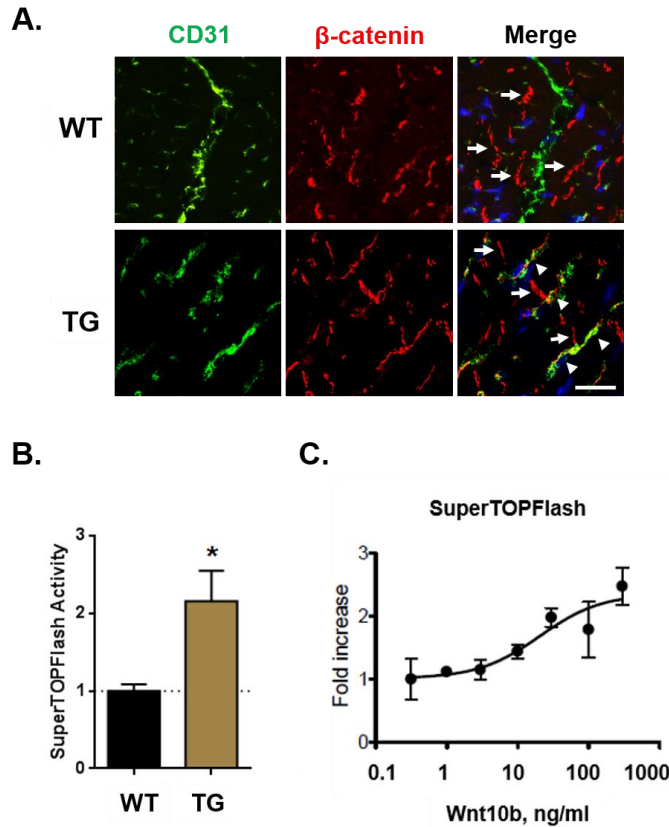 A.
CD31 β-catenin Merge
WT
TG
B.
SuperTOPFlash Activity
3
2
1
0
*
WT TG
C.
SuperTOPFlash
Fold increase
3
2
1
0
0.1 1 10 100 1000
Wnt10b, ng/ml